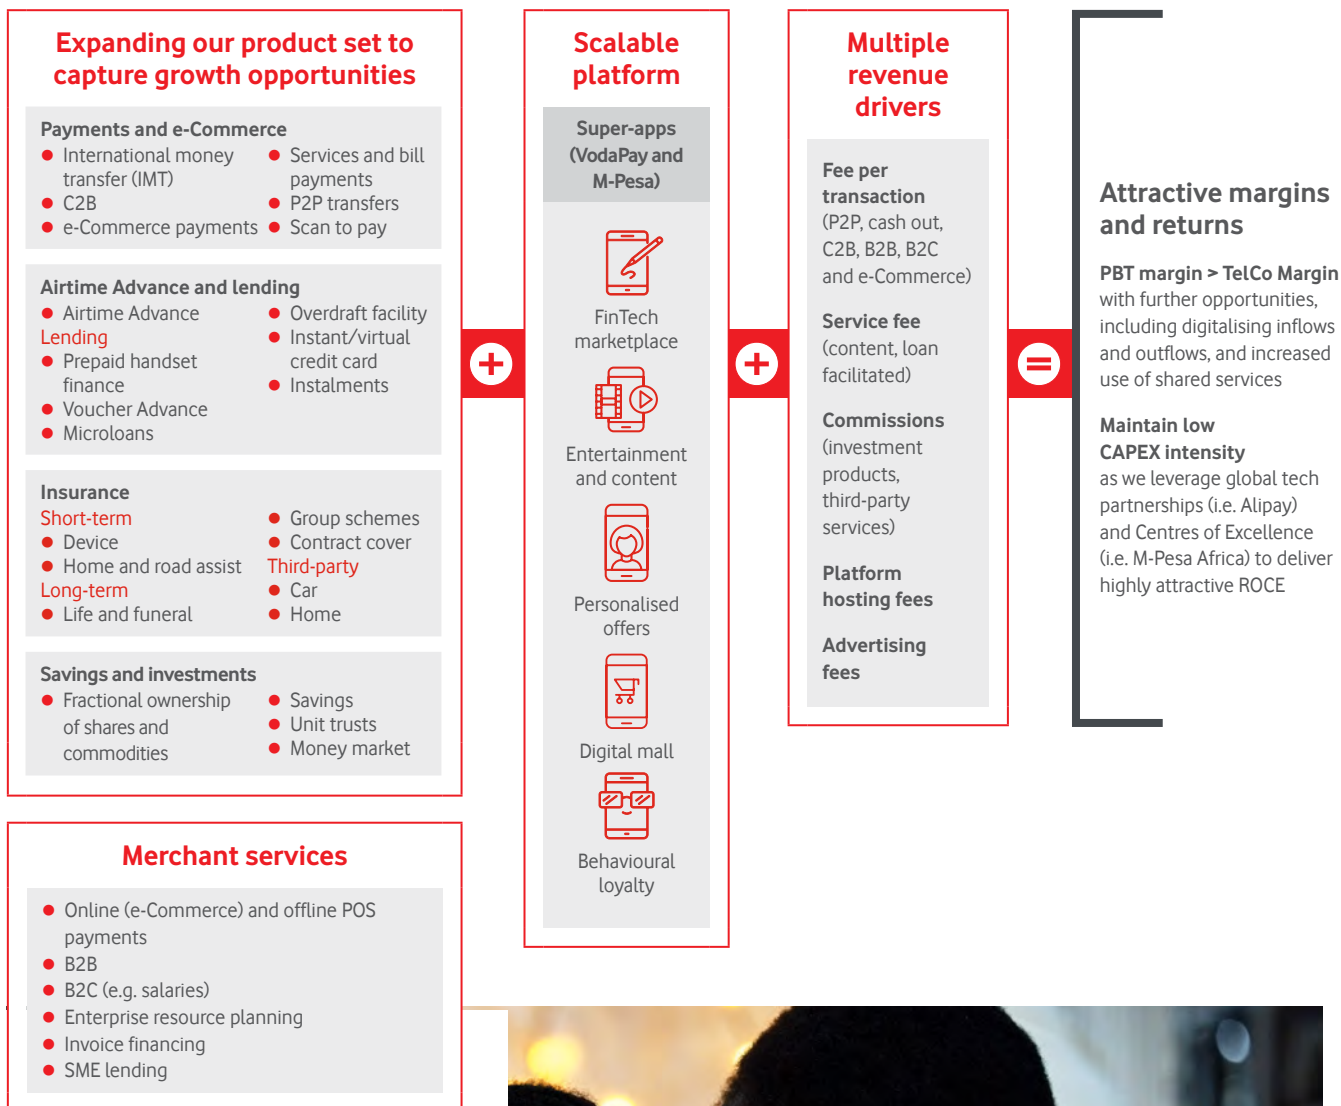 Expanding our product set to
capture growth opportunities
Payments and e-Commerce
● International money
transfer (IMT)
● C2B
● e-Commerce payments
● Services and bill
payments
● P2P transfers
● Scan to pay
Airtime Advance and lending
● Airtime Advance
Lending
● Prepaid handset
finance
● Voucher Advance
● Microloans
● Overdraft facility
● Instant/virtual
credit card
● Instalments
Insurance
Short-term
● Device
● Home and road assist
Long-term
● Life and funeral
● Group schemes
● Contract cover
Third-party
● Car
● Home
Savings and investments
● Fractional ownership
of shares and
commodities
● Savings
● Unit trusts
● Money market
Merchant services
● Online (e-Commerce) and offline POS
payments
● B2B
● B2C (e.g. salaries)
● Enterprise resource planning
● Invoice financing
● SME lending
+
Scalable
platform
Super-apps
(VodaPay and
M-Pesa)
FinTech
marketplace
Entertainment
and content
Personalised
offers
Digital mall
Behavioural
loyalty
+
Multiple
revenue
drivers
Fee per
transaction
(P2P, cash out,
C2B, B2B, B2C
and e-Commerce)
Service fee
(content, loan
facilitated)
Commissions
(investment
products,
third-party
services)
Platform
hosting fees
Advertising
fees
=
Attractive margins
and returns
PBT margin > TelCo Margin
with further opportunities,
including digitalising inflows
and outflows, and increased
use of shared services
Maintain low
CAPEX intensity
as we leverage global tech
partnerships (i.e. Alipay)
and Centres of Excellence
(i.e. M-Pesa Africa) to deliver
highly attractive ROCE